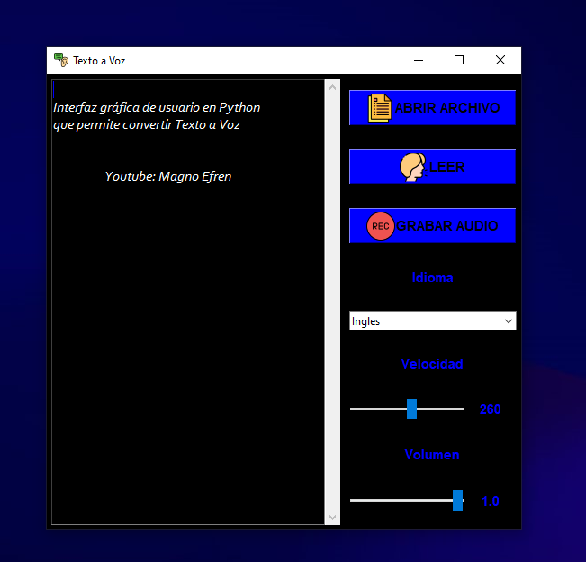 Texto a Voz
Interfaz gráfica de usuario en Python
que permite convertir Texto a Voz
Youtube: Magno Efren
ABRIR ARCHIVO
LEER
REC GRABAR AUDIO
Idioma
Ingles
Velocidad
260
Volumen
1.0